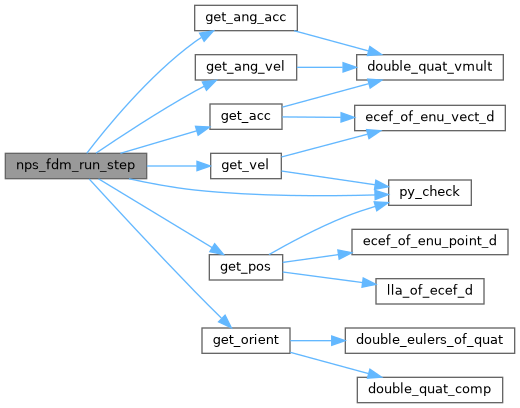 get_ang_acc
get_ang_vel
double_quat_vmult
get_acc
ecef_of_enu_vect_d
nps_fdm_run_step
get_vel
py_check
ecef_of_enu_point_d
get_pos
lla_of_ecef_d
get_orient
double_eulers_of_quat
double_quat_comp